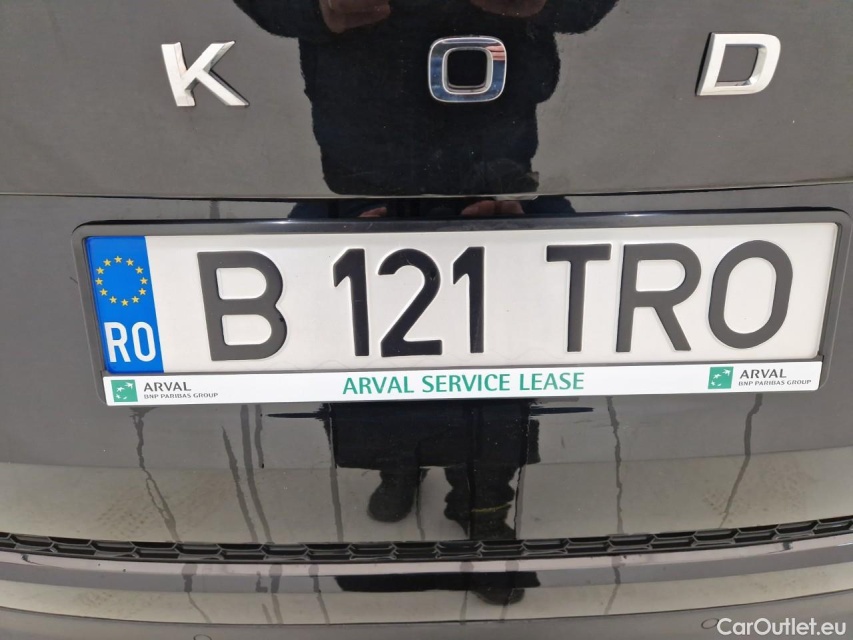 K O D
RO B 121 TRO
ARVAL
BNP PARIBAS GROUP
ARVAL SERVICE LEASE
ARVAL
BNP PARIBAS GROUP
CarOutlet.eu